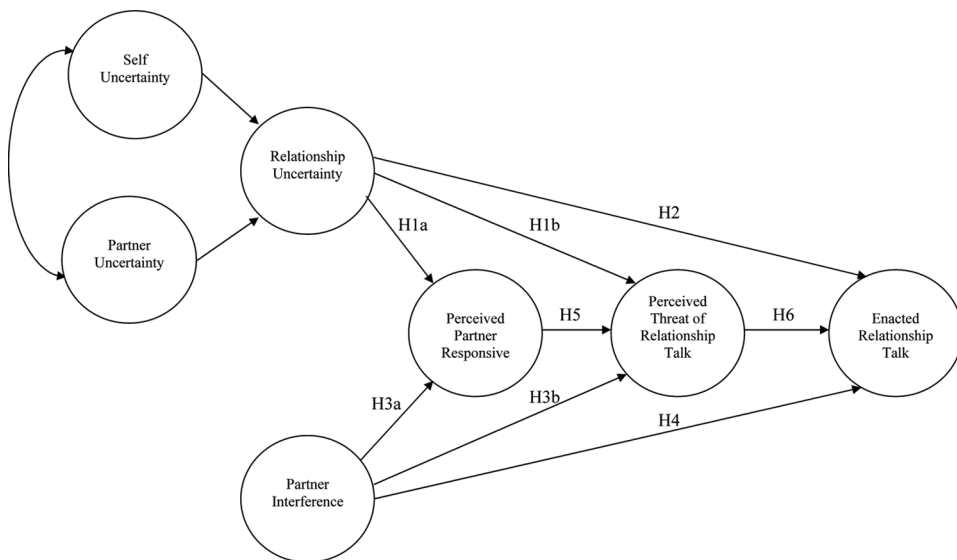 Self
Uncertainty
Relationship
Uncertainty
Partner
Uncertainty
H1a
H1b
H2
Perceived
Partner
Responsive
H5
Perceived
Threat of
Relationship
Talk
H6
Enacted
Relationship
Talk
H3a
H3b
H4
Partner
Interference